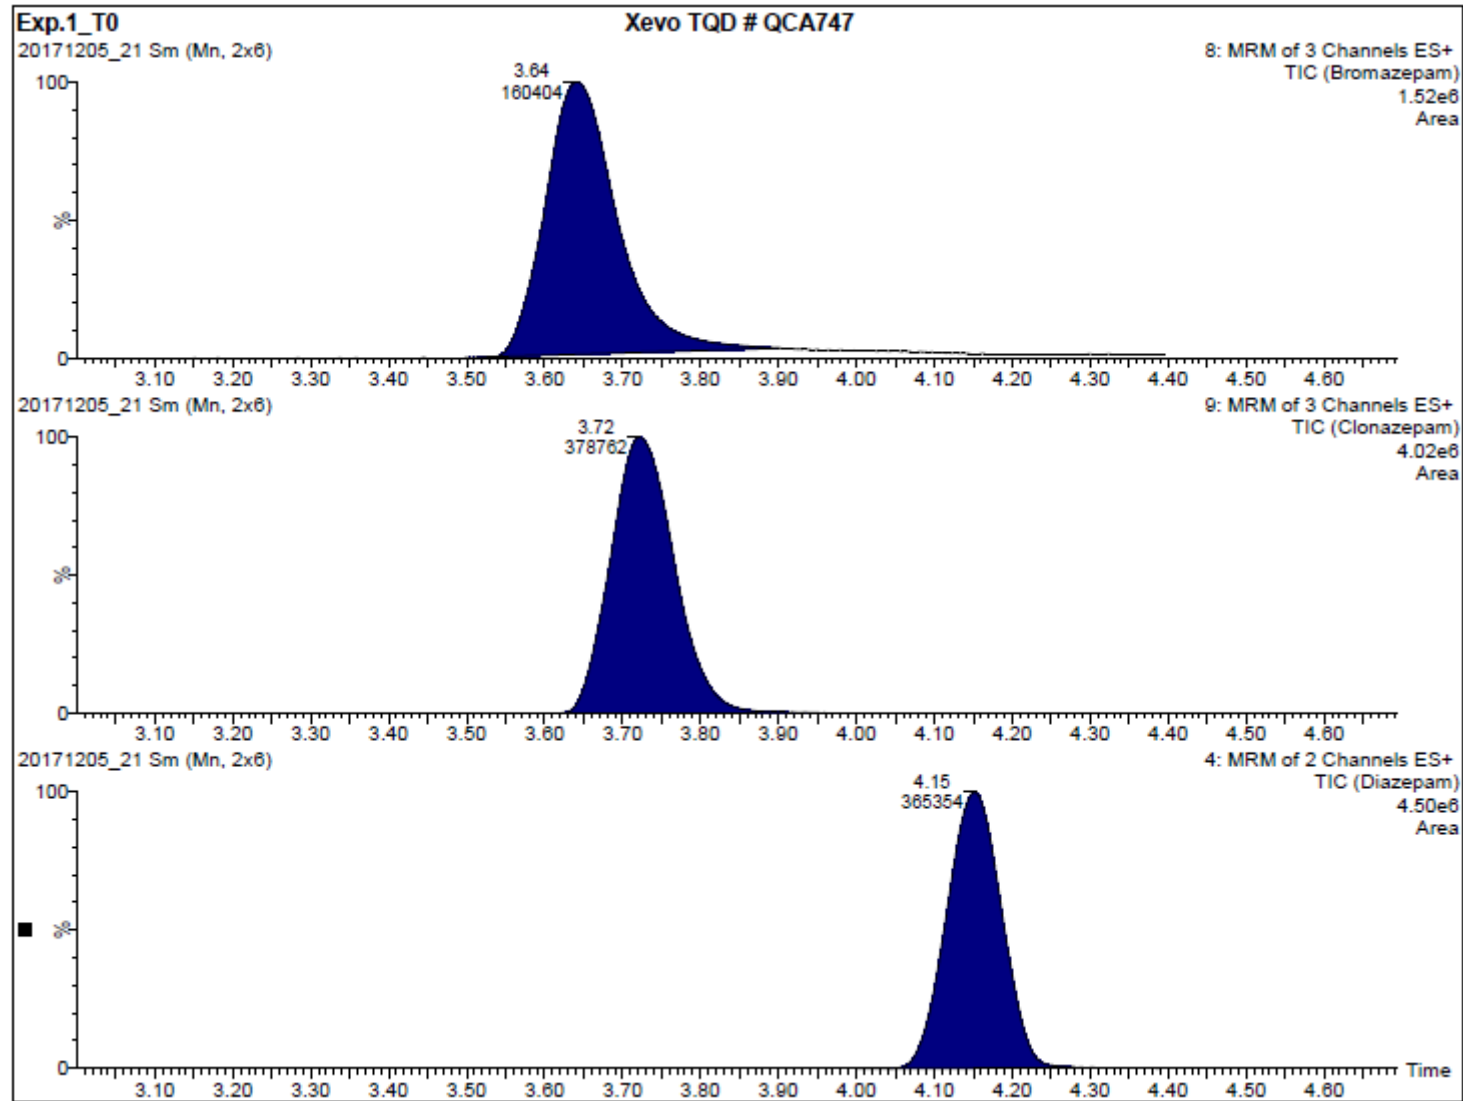 Exp.1_T0
Xevo TQD # QCA747
20171205_21 Sm (Mn, 2x6)
8: MRM of 3 Channels ES+
TIC (Bromazepam)
1.52e6
Area
3.64
160404
100
%
0
3.10 3.20 3.30 3.40 3.50 3.60 3.70 3.80 3.90 4.00 4.10 4.20 4.30 4.40 4.50 4.60
20171205_21 Sm (Mn, 2x6)
9: MRM of 3 Channels ES+
TIC (Clonazepam)
4.02e6
Area
3.72
378762
100
%
0
3.10 3.20 3.30 3.40 3.50 3.60 3.70 3.80 3.90 4.00 4.10 4.20 4.30 4.40 4.50 4.60
20171205_21 Sm (Mn, 2x6)
4: MRM of 2 Channels ES+
TIC (Diazepam)
4.50e6
Area
4.15
365354
100
%
0
Time
3.10 3.20 3.30 3.40 3.50 3.60 3.70 3.80 3.90 4.00 4.10 4.20 4.30 4.40 4.50 4.60